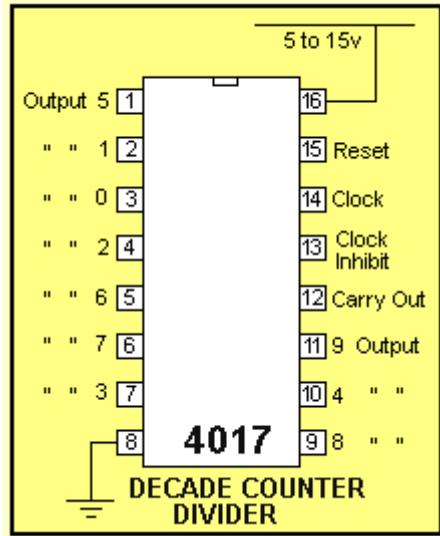 5 to 15v
Output 5 1
" " 1 2
" " 0 3
" " 2 4
" " 6 5
" " 7 6
" " 3 7
8
16
15 Reset
14 Clock
13 Clock
Inhibit
12 Carry Out
11 9 Output
10 4 " "
9 8 " "
4017
DECADE COUNTER
DIVIDER